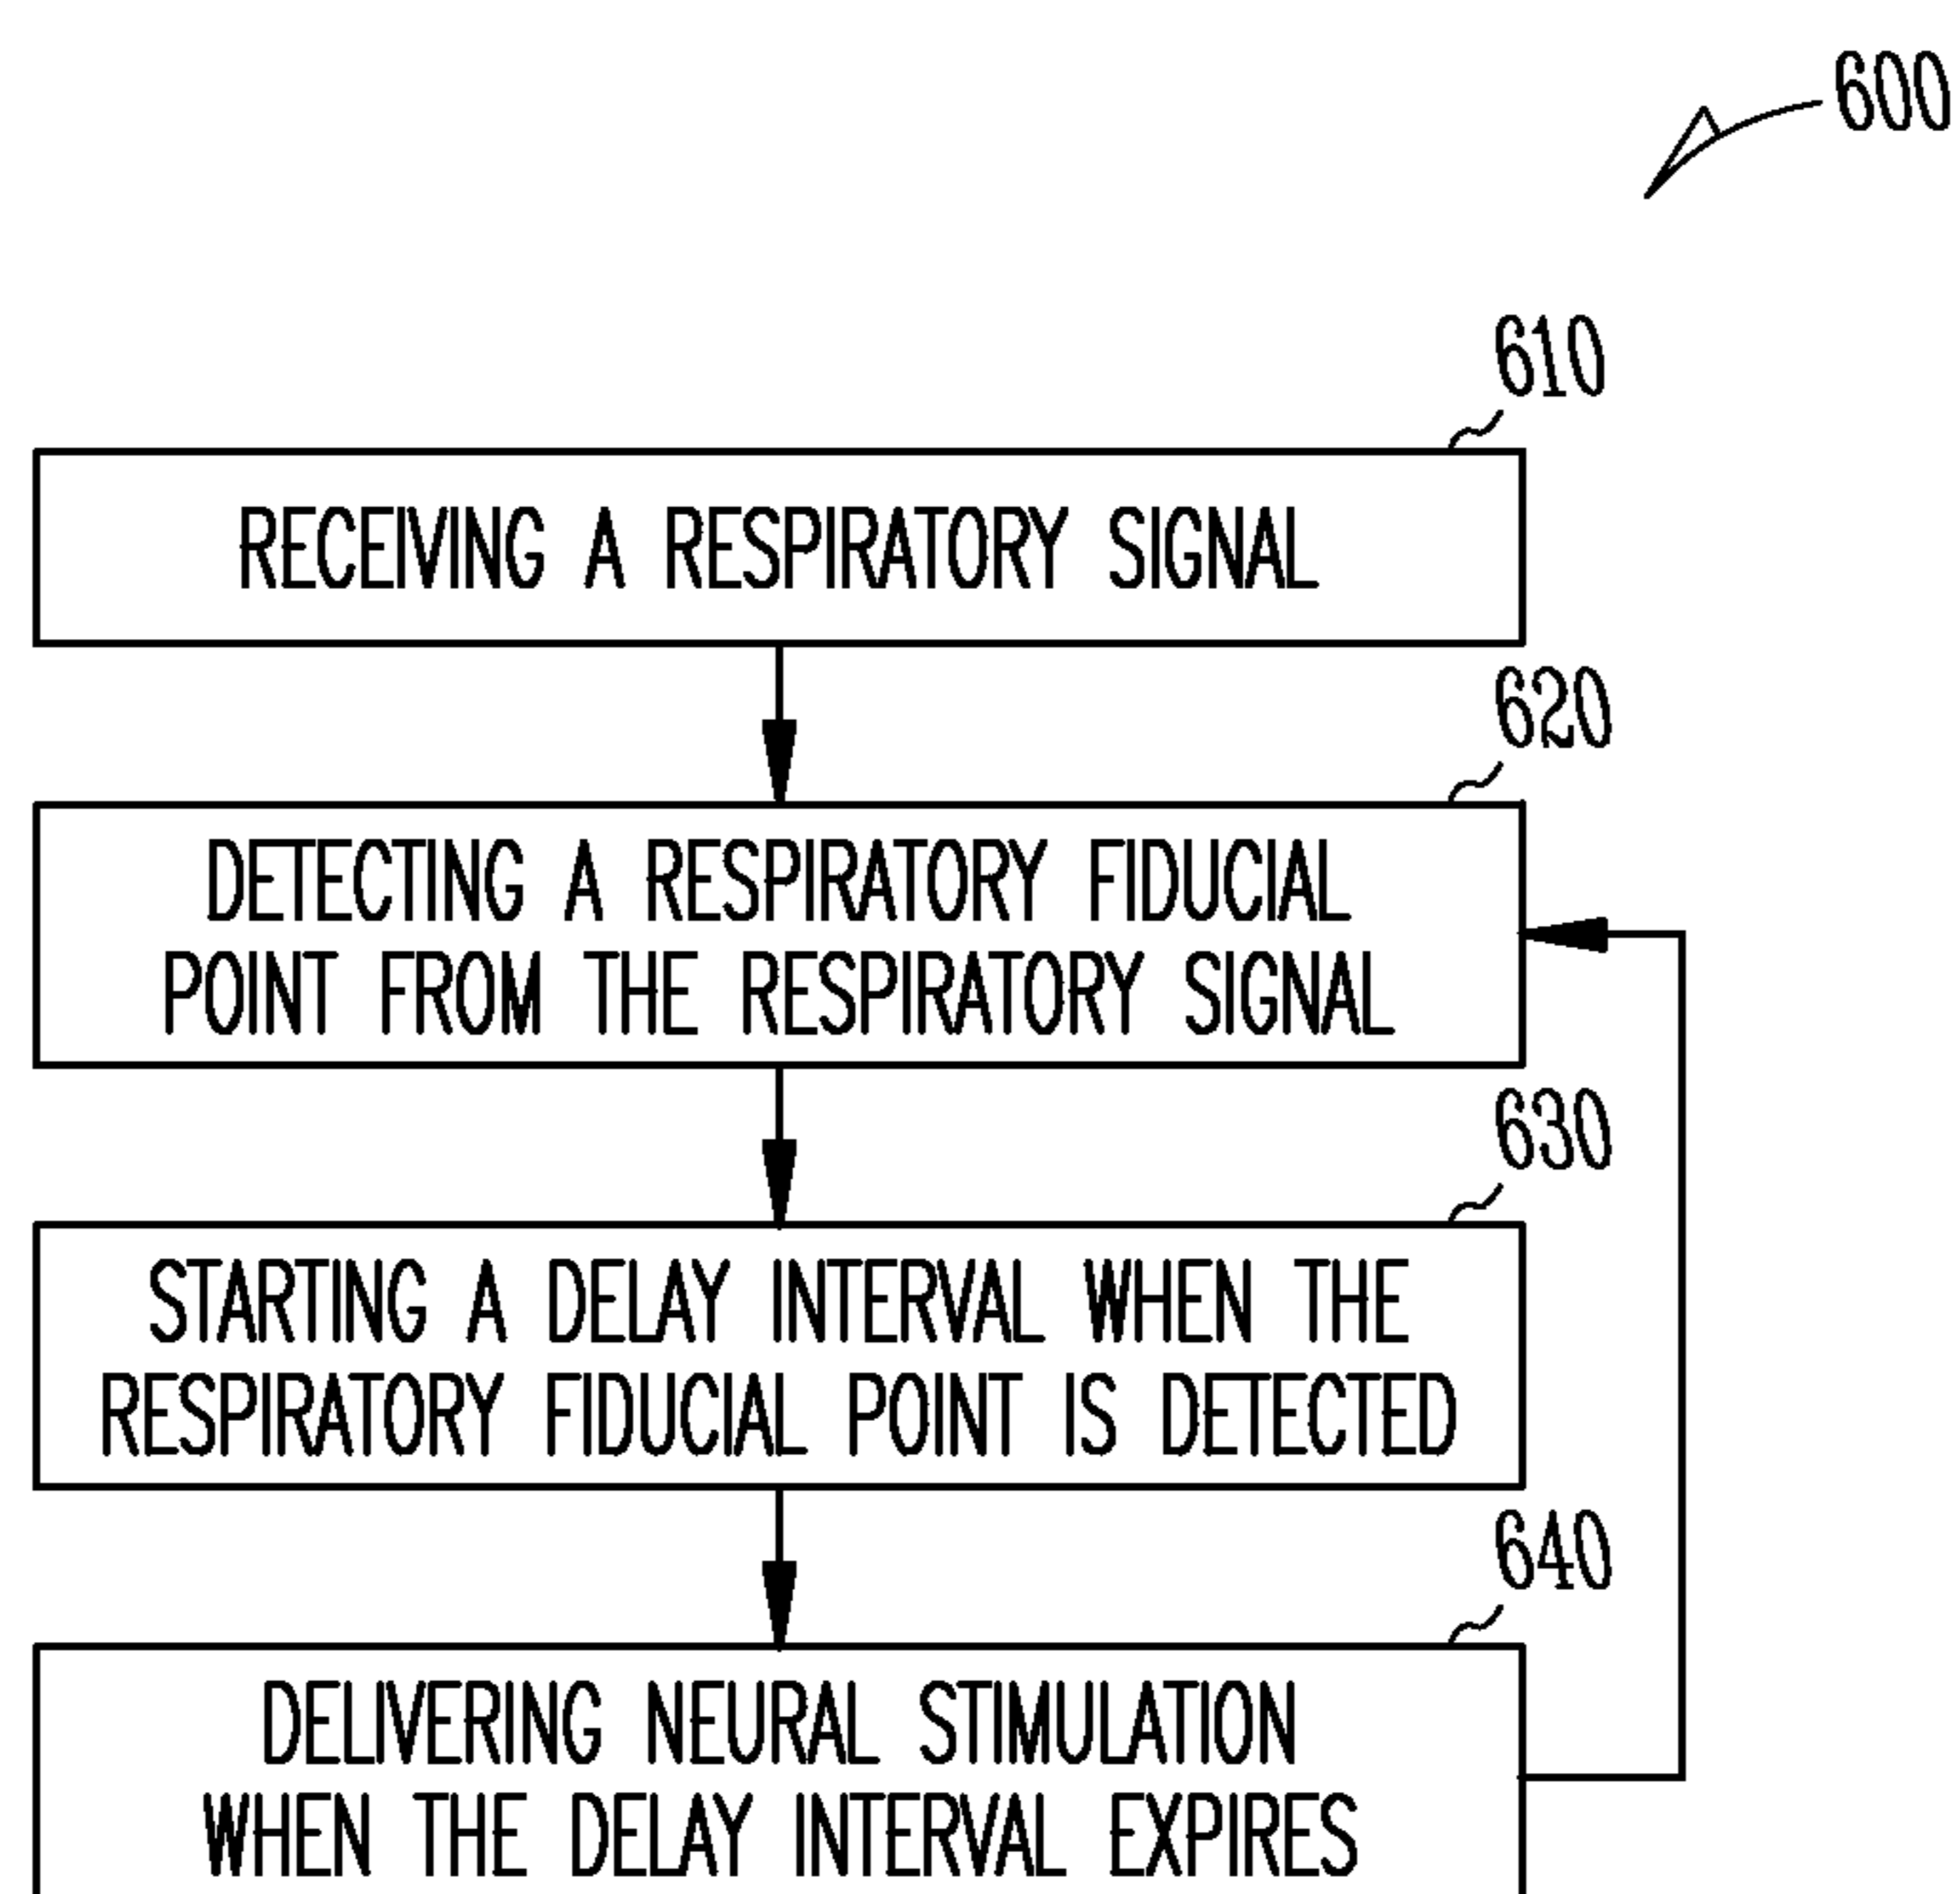 600
610
RECEIVING A RESPIRATORY SIGNAL
620
DETECTING A RESPIRATORY FIDUCIAL
POINT FROM THE RESPIRATORY SIGNAL
630
STARTING A DELAY INTERVAL WHEN THE
RESPIRATORY FIDUCIAL POINT IS DETECTED
640
DELIVERING NEURAL STIMULATION
WHEN THE DELAY INTERVAL EXPIRES